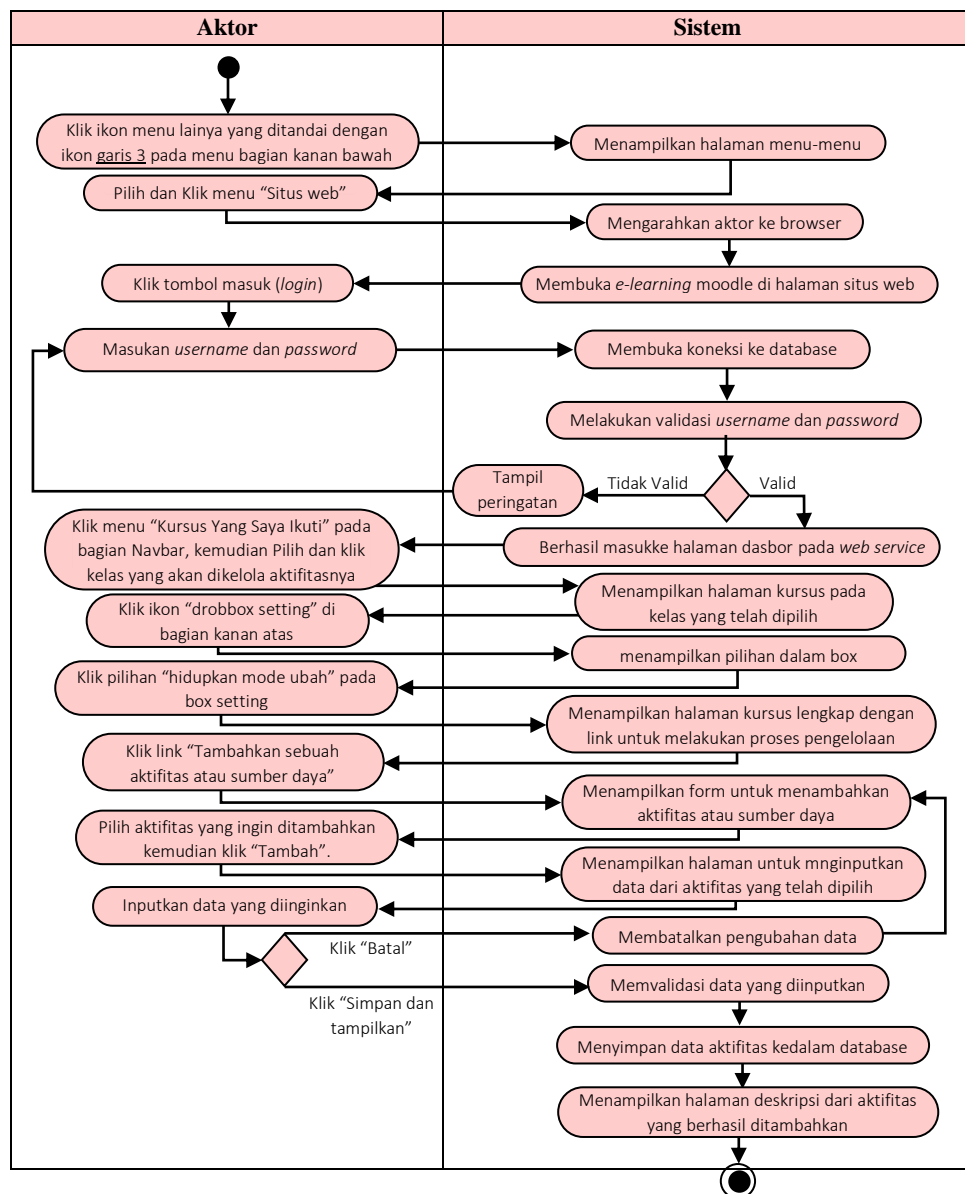 Aktor
Sistem
Klik ikon menu lainya yang ditandai dengan
ikon garis 3 pada menu bagian kanan bawah
Menampilkan halaman menu-menu
Pilih dan Klik menu “Situs web”
Mengarahkan aktor ke browser
Klik tombol masuk (login)
Membuka e-learning moodle di halaman situs web
Masukan username dan password
Membuka koneksi ke database
Melakukan validasi username dan password
Tampil
peringatan
Tidak Valid
Valid
Klik menu “Kursus Yang Saya Ikuti” pada
bagian Navbar, kemudian Pilih dan klik
kelas yang akan dikelola aktifitasnya
Berhasil masukke halaman dasbor pada web service
Menampilkan halaman kursus pada
kelas yang telah dipilih
Klik ikon “drobbox setting” di
bagian kanan atas
menampilkan pilihan dalam box
Klik pilihan “hidupkan mode ubah” pada
box setting
Menampilkan halaman kursus lengkap dengan
link untuk melakukan proses pengelolaan
Klik link “Tambahkan sebuah
aktifitas atau sumber daya”
Menampilkan form untuk menambahkan
aktifitas atau sumber daya
Pilih aktifitas yang ingin ditambahkan
kemudian klik “Tambah”.
Menampilkan halaman untuk mnginputkan
data dari aktifitas yang telah dipilih
Inputkan data yang diinginkan
Klik “Batal”
Membatalkan pengubahan data
Klik “Simpan dan
tampilkan”
Memvalidasi data yang diinputkan
Menyimpan data aktifitas kedalam database
Menampilkan halaman deskripsi dari aktifitas
yang berhasil ditambahkan